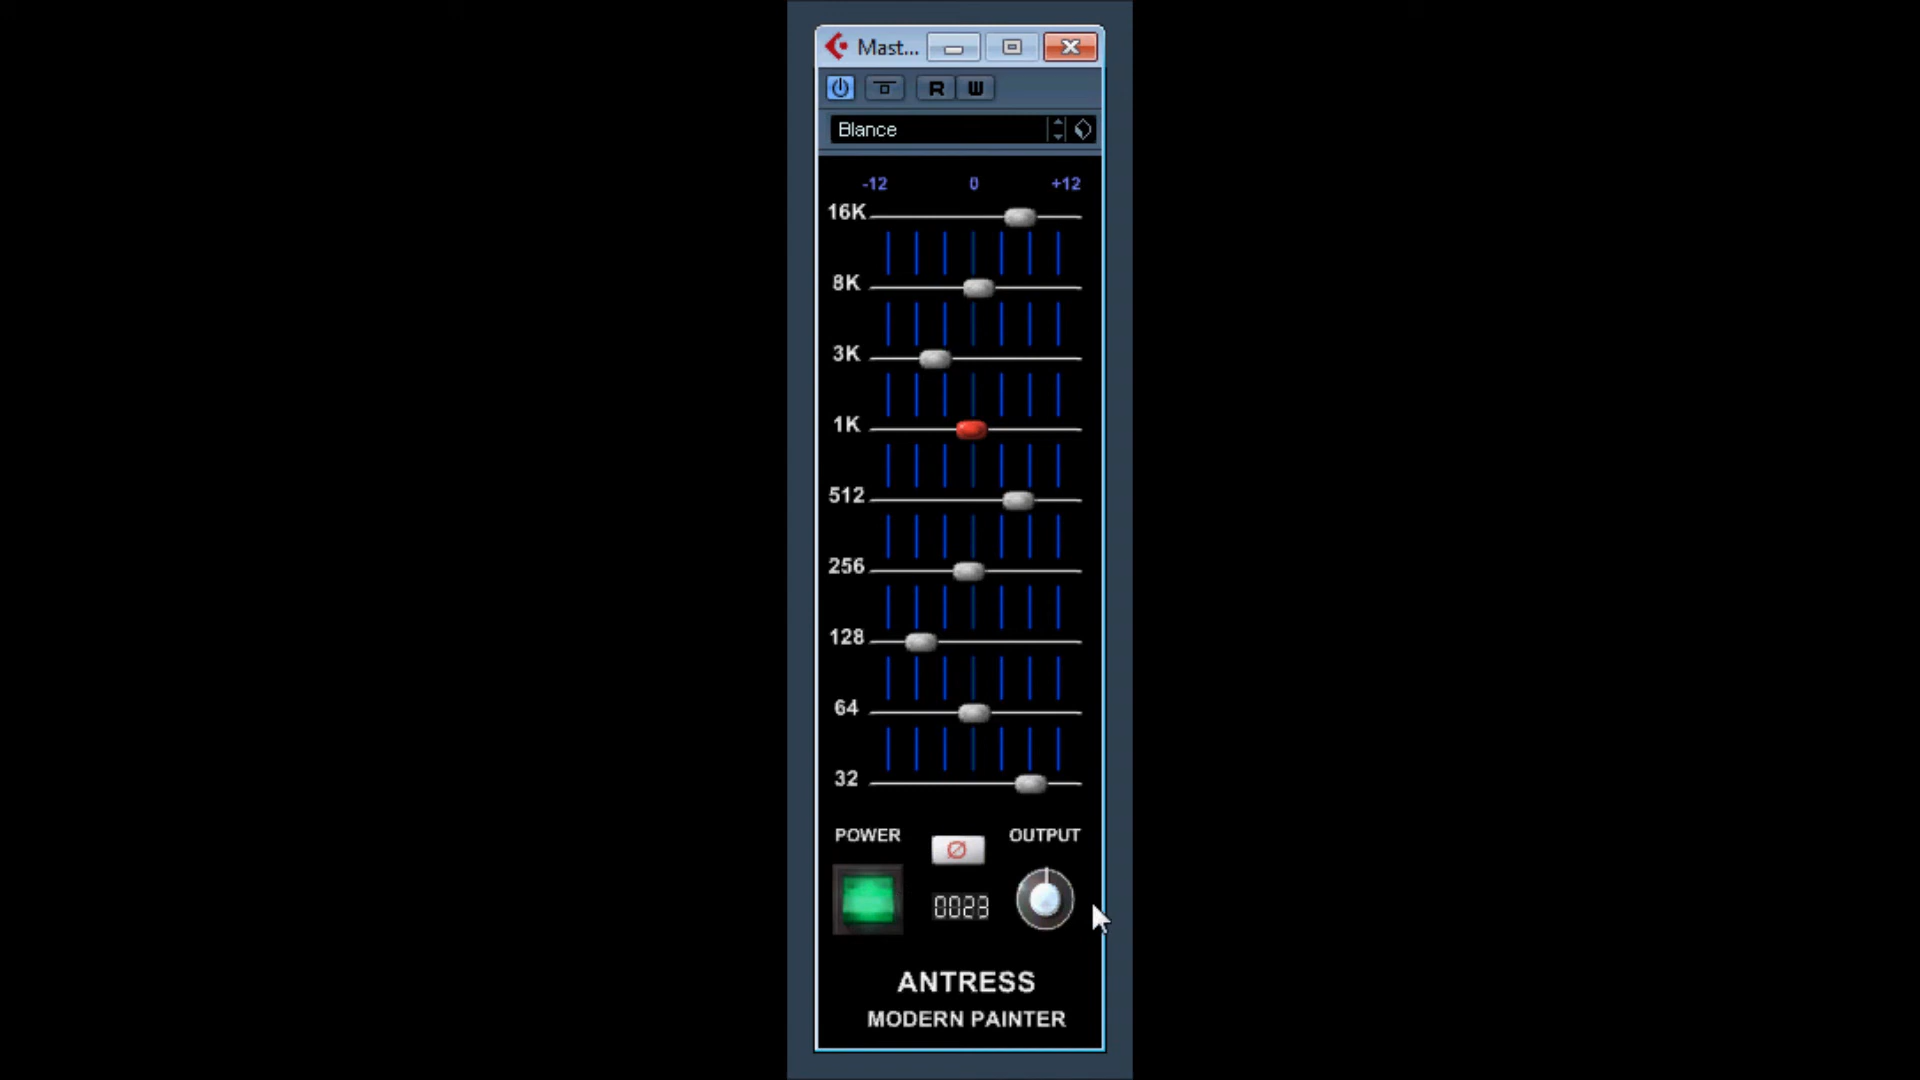 Mast...
R W
Blance
-12 0 +12
16K
8K
3K
1K
512
256
128
64
32
POWER OUTPUT
0023
ANTRESS
MODERN PAINTER